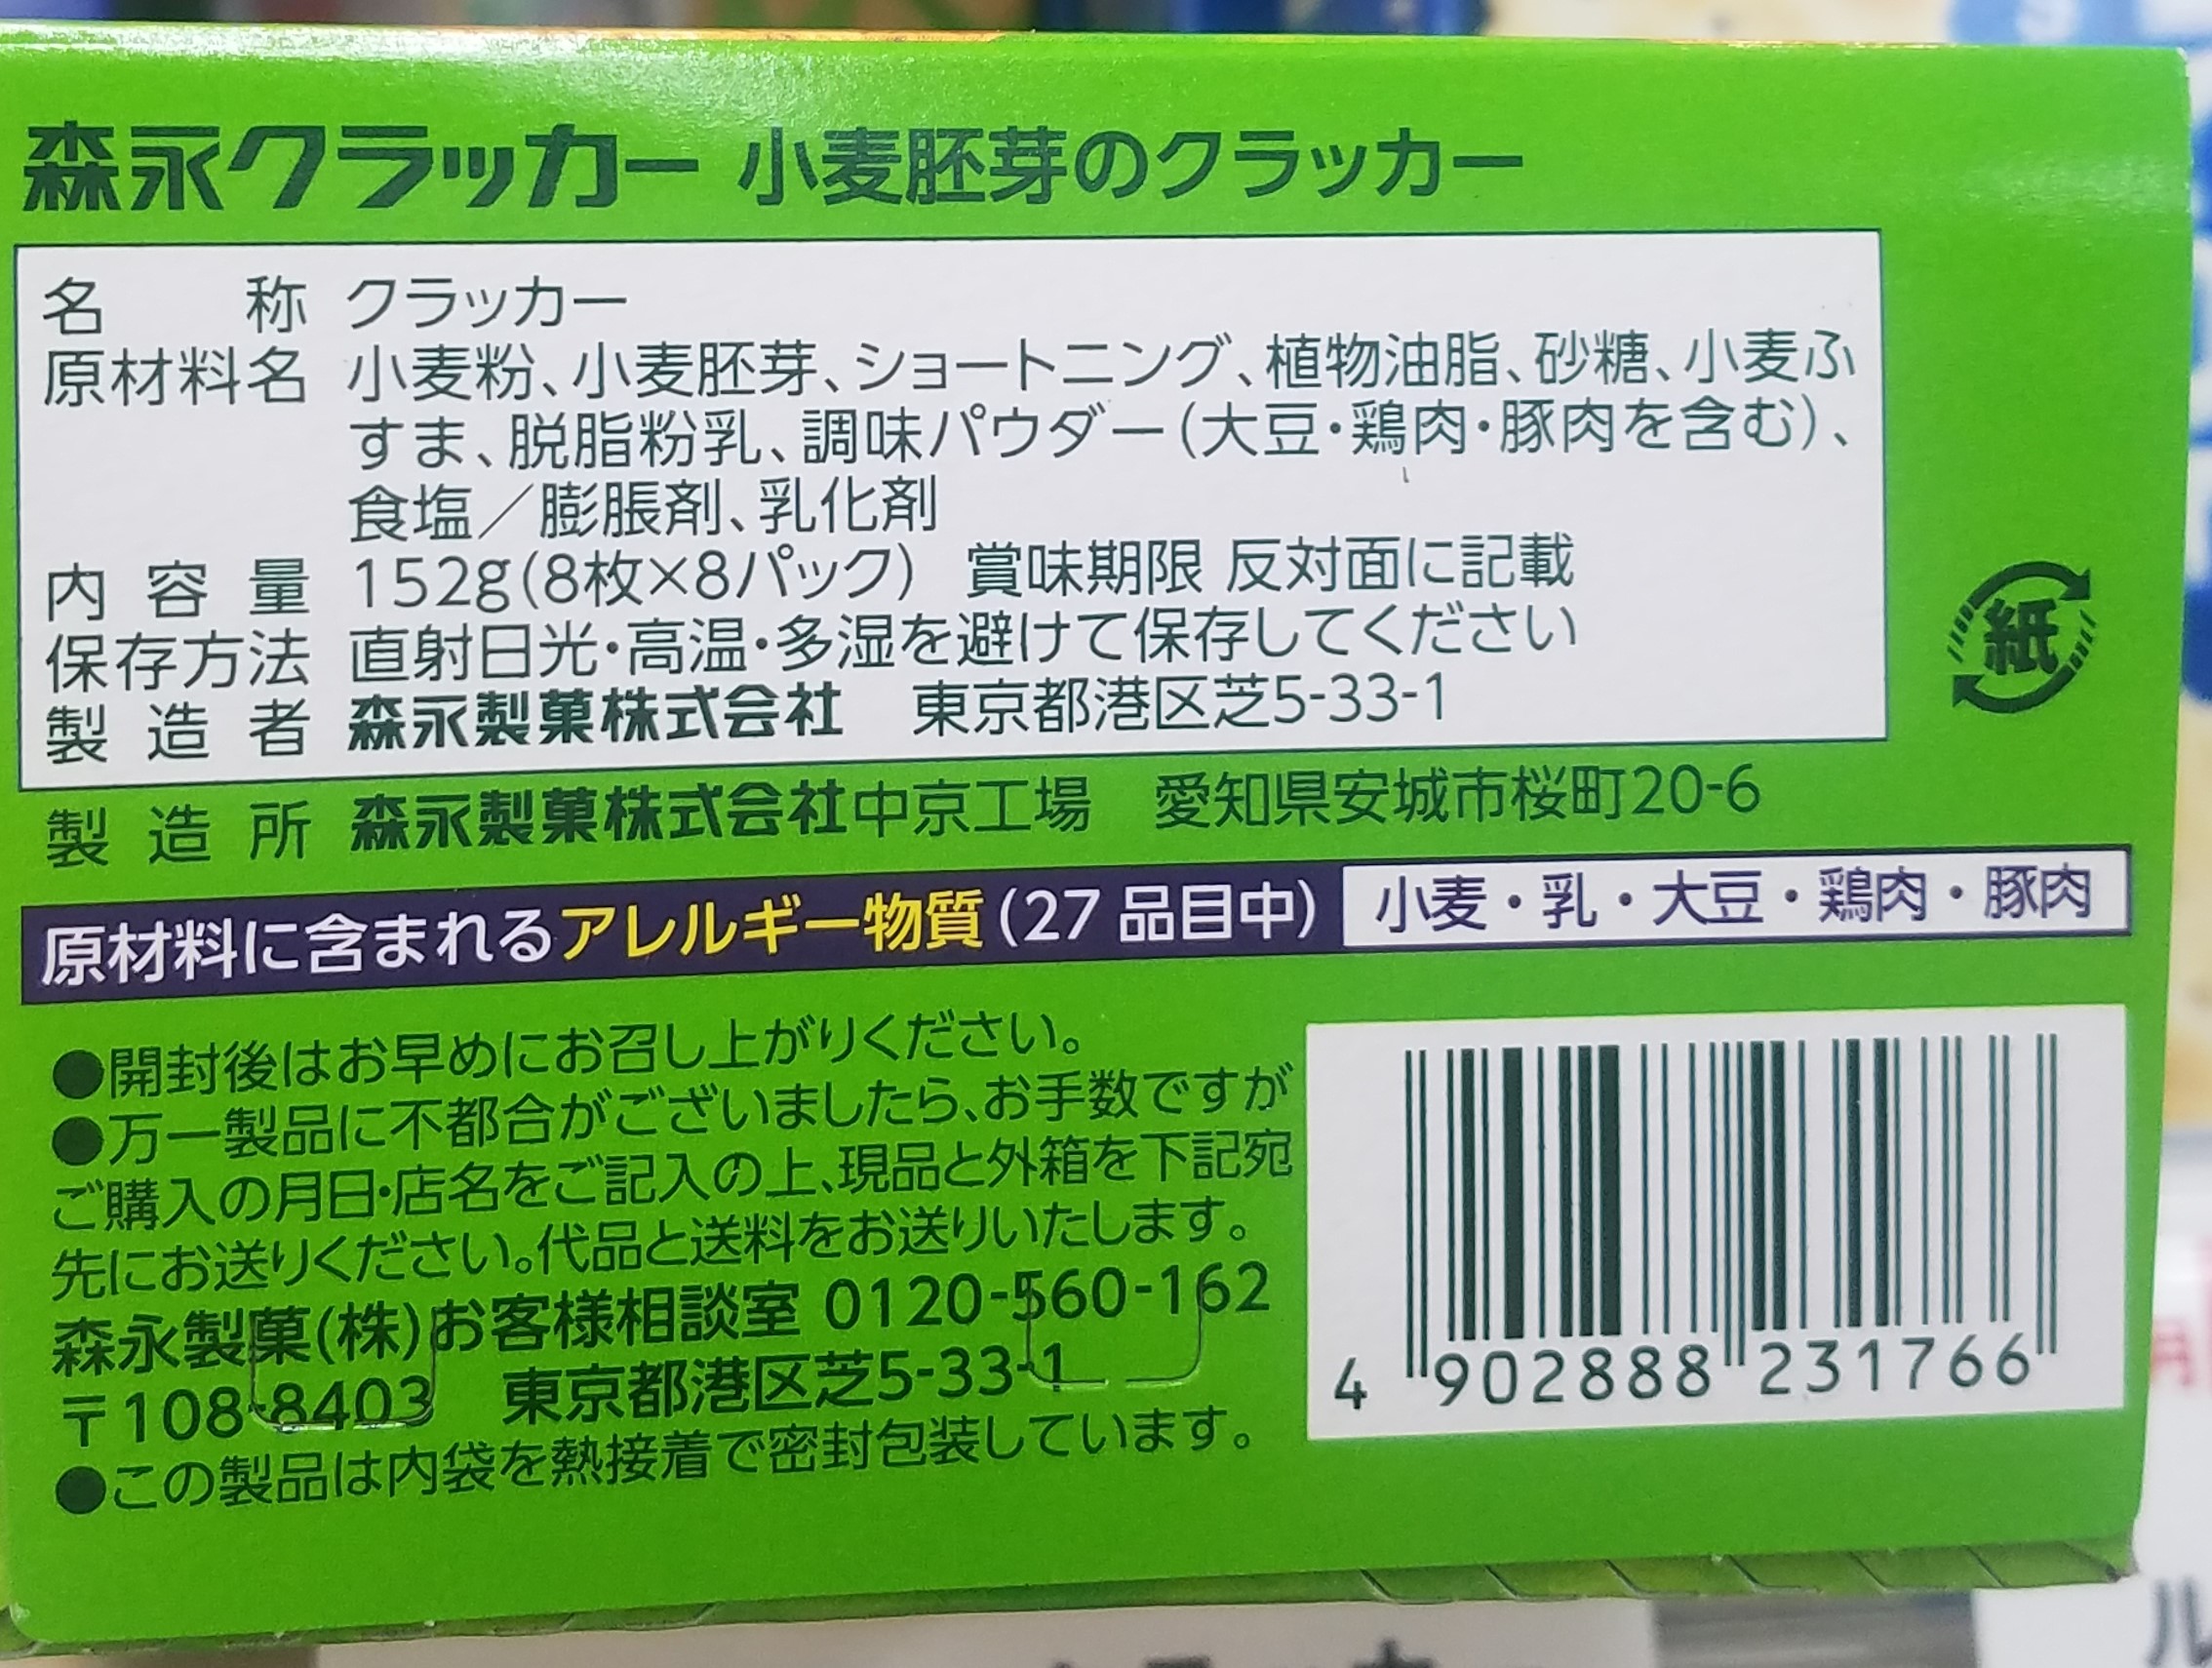 森永クラッカー 小麦胚芽のクラッカー
名称 クラッカー
原材料名 小麦粉、小麦胚芽、ショートニング、植物油脂、砂糖、小麦ふ
すま、脱脂粉乳、調味パウダー(大豆・鶏肉・豚肉を含む)、
食塩/膨脹剤、乳化剤
内容量 152g(8枚×8パック) 賞味期限 反対面に記載
保存方法 直射日光・高温・多湿を避けて保存してください
製造者 森永製菓株式会社 東京都港区芝5-33-1
紙
製造所 森永製菓株式会社中京工場 愛知県安城市桜町20-6
原材料に含まれるアレルギー物質(27品目中) 小麦・乳・大豆・鶏肉・豚肉
●開封後はお早めにお召し上がりください。
●万一製品に不都合がございましたら、お手数ですが
ご購入の月日・店名をご記入の上、現品と外箱を下記宛
先にお送りください。代品と送料をお送りいたします。
森永製菓(株)お客様相談室 0120-560-162
〒108-8403 東京都港区芝5-33-1
●この製品は内袋を熱接着で密封包装しています。
4 902888 231766